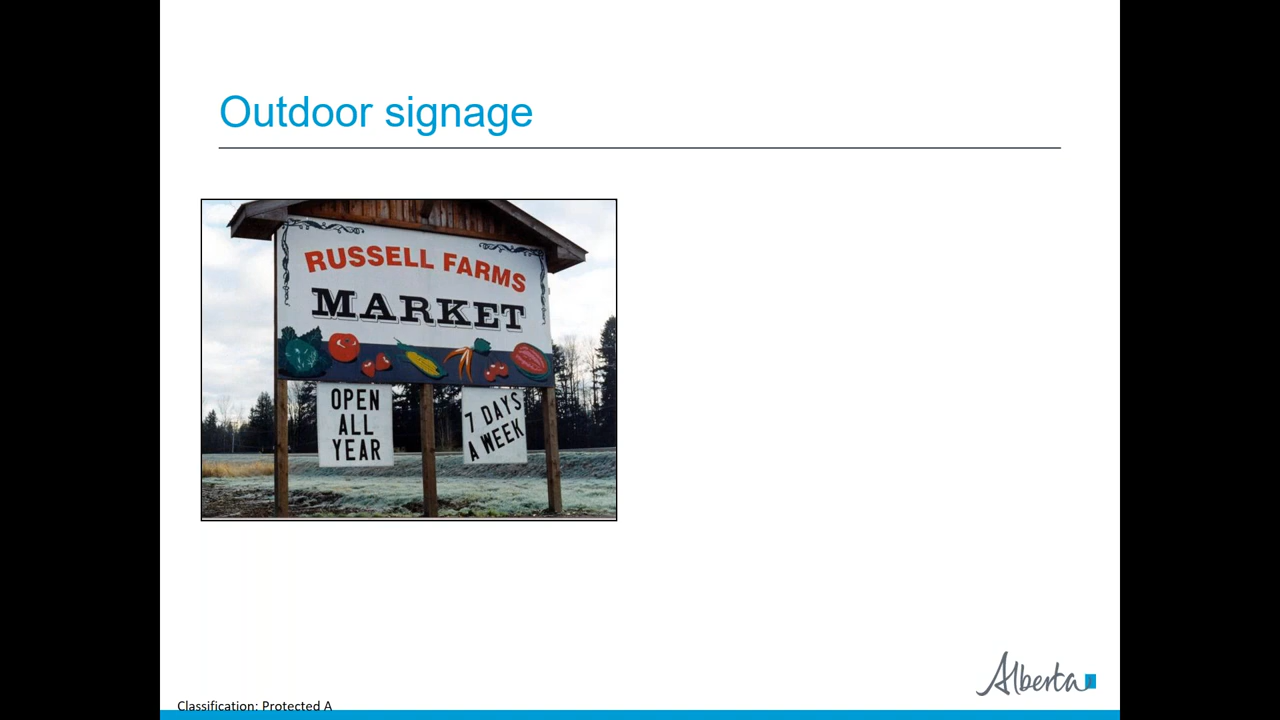 Outdoor signage
RUSSELL FARMS
MARKET
OPEN
ALL
YEAR
7 DAYS
A WEEK
Alberta
Classification: Protected A